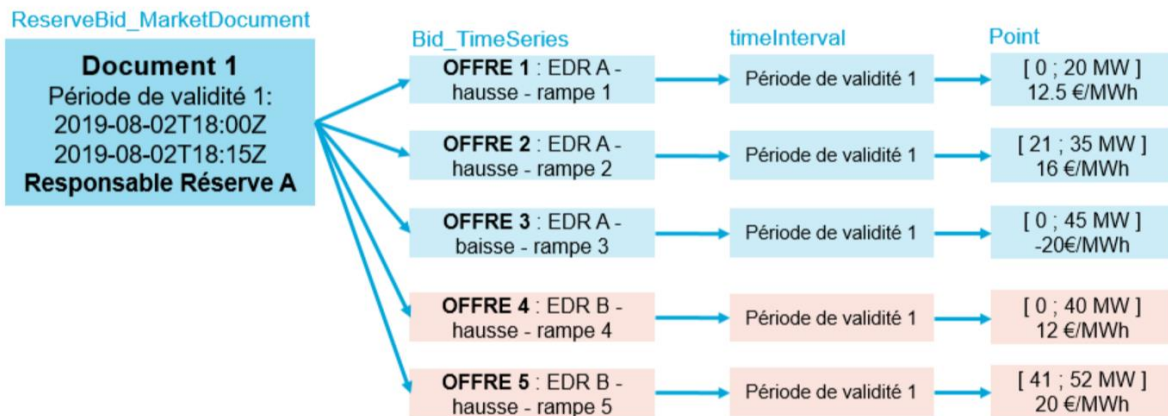 ReserveBid_MarketDocument
Document 1
Période de validité 1:
2019-08-02T18:00Z
2019-08-02T18:15Z
Responsable Réserve A
Bid_TimeSeries
timeInterval
Point
OFFRE 1 : EDR A -
hausse - rampe 1
Période de validité 1
[ 0 ; 20 MW ]
12.5 €/MWh
OFFRE 2 : EDR A -
hausse - rampe 2
Période de validité 1
[ 21 ; 35 MW ]
16 €/MWh
OFFRE 3 : EDR A -
baisse - rampe 3
Période de validité 1
[ 0 ; 45 MW ]
-20€/MWh
OFFRE 4 : EDR B -
hausse - rampe 4
Période de validité 1
[ 0 ; 40 MW ]
12 €/MWh
OFFRE 5 : EDR B -
hausse - rampe 5
Période de validité 1
[ 41 ; 52 MW ]
20 €/MWh